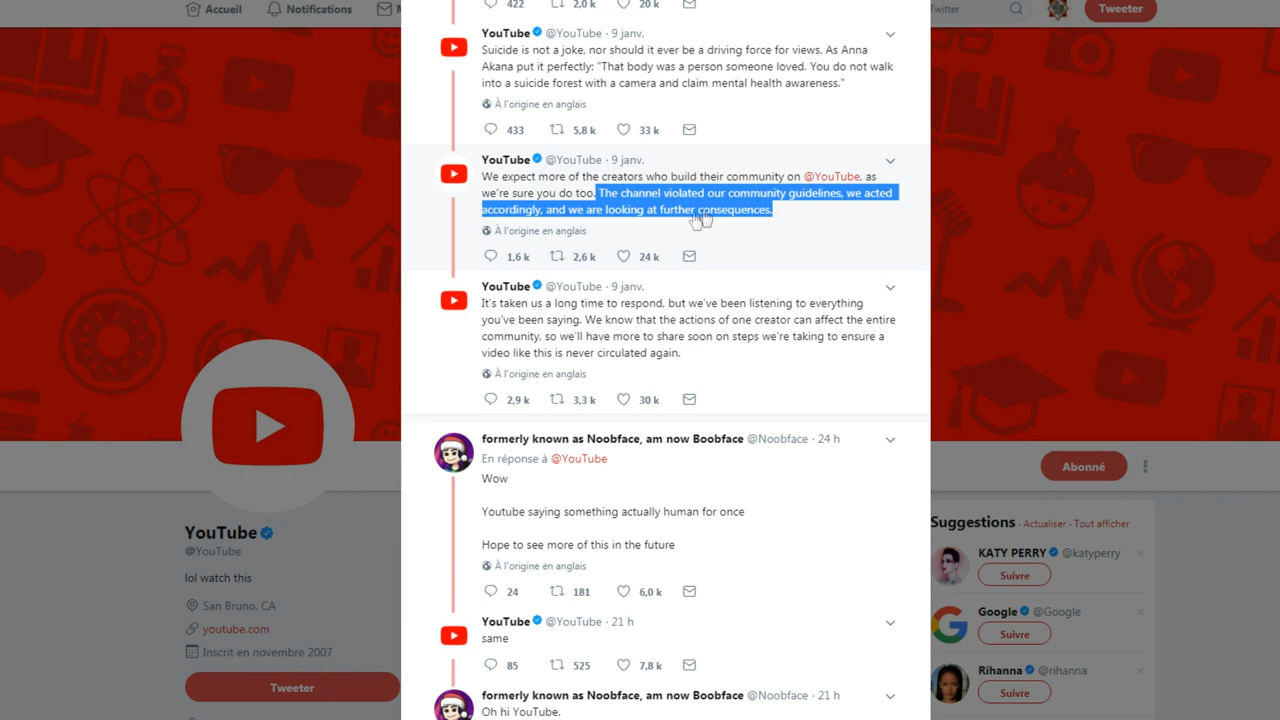 Accueil
Notifications
M
Twitter
Tweeter
422
2,0 k
20 k
YouTube @YouTube · 9 janv.
Suicide is not a joke, nor should it ever be a driving force for views. As Anna
Akana put it perfectly: "That body was a person someone loved. You do not walk
into a suicide forest with a camera and claim mental health awareness."
À l'origine en anglais
433
5,8 k
33 k
YouTube @YouTube · 9 janv.
We expect more of the creators who build their community on @YouTube, as
we're sure you do too. The channel violated our community guidelines, we acted
accordingly, and we are looking at further consequences.
À l'origine en anglais
1,6 k
2,6 k
24 k
YouTube @YouTube · 9 janv.
It's taken us a long time to respond, but we've been listening to everything
you've been saying. We know that the actions of one creator can affect the entire
community, so we'll have more to share soon on steps we're taking to ensure a
video like this is never circulated again.
À l'origine en anglais
2,9 k
3,3 k
30 k
formerly known as Noobface, am now Boobface @Noobface · 24 h
En réponse à @YouTube
Wow
Youtube saying something actually human for once
Hope to see more of this in the future
À l'origine en anglais
24
181
6,0 k
YouTube @YouTube · 21 h
same
85
525
7,8 k
formerly known as Noobface, am now Boobface @Noobface · 21 h
Oh hi YouTube.
YouTube
@YouTube
lol watch this
San Bruno, CA
youtube.com
Inscrit en novembre 2007
Tweeter
Abonné
Suggestions · Actualiser · Tout afficher
KATY PERRY @katyperry
Suivre
Google @Google
Suivre
Rihanna @rihanna
Suivre